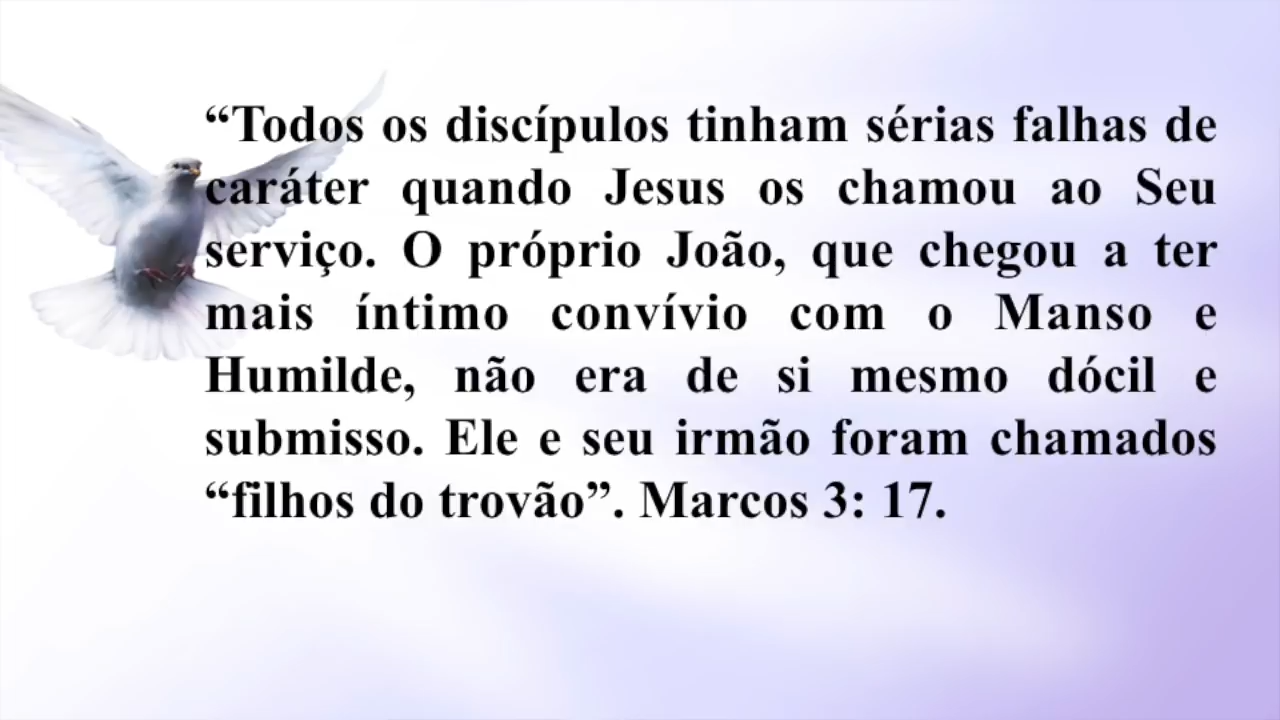 “Todos os discípulos tinham sérias falhas de
caráter quando Jesus os chamou ao Seu
serviço. O próprio João, que chegou a ter
mais íntimo convívio com o Manso e
Humilde, não era de si mesmo dócil e
submisso. Ele e seu irmão foram chamados
“filhos do trovão”. Marcos 3: 17.